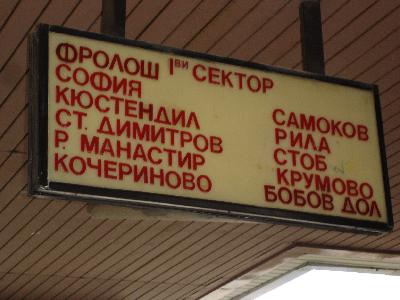 ФРОЛОШ Iви СЕКТОР
СОФИЯ
КЮСТЕНДИЛ
СТ. ДИМИТРОВ
Р. МАНАСТИР
КОЧЕРИНОВО
САМОКОВ
РИЛА
СТОБ
КРУМОВО
БОБОВ ДОЛ